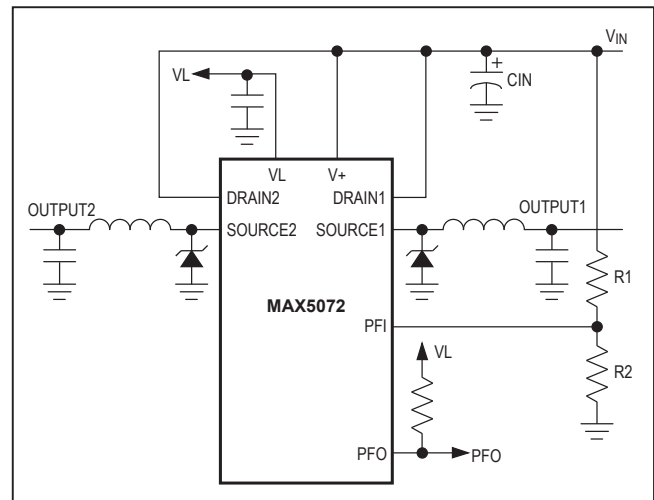 VIN
VL
CIN
VL
V+
DRAIN2
DRAIN1
OUTPUT2
OUTPUT1
SOURCE2
SOURCE1
R1
MAX5072
PFI
VL
R2
PFO
PFO